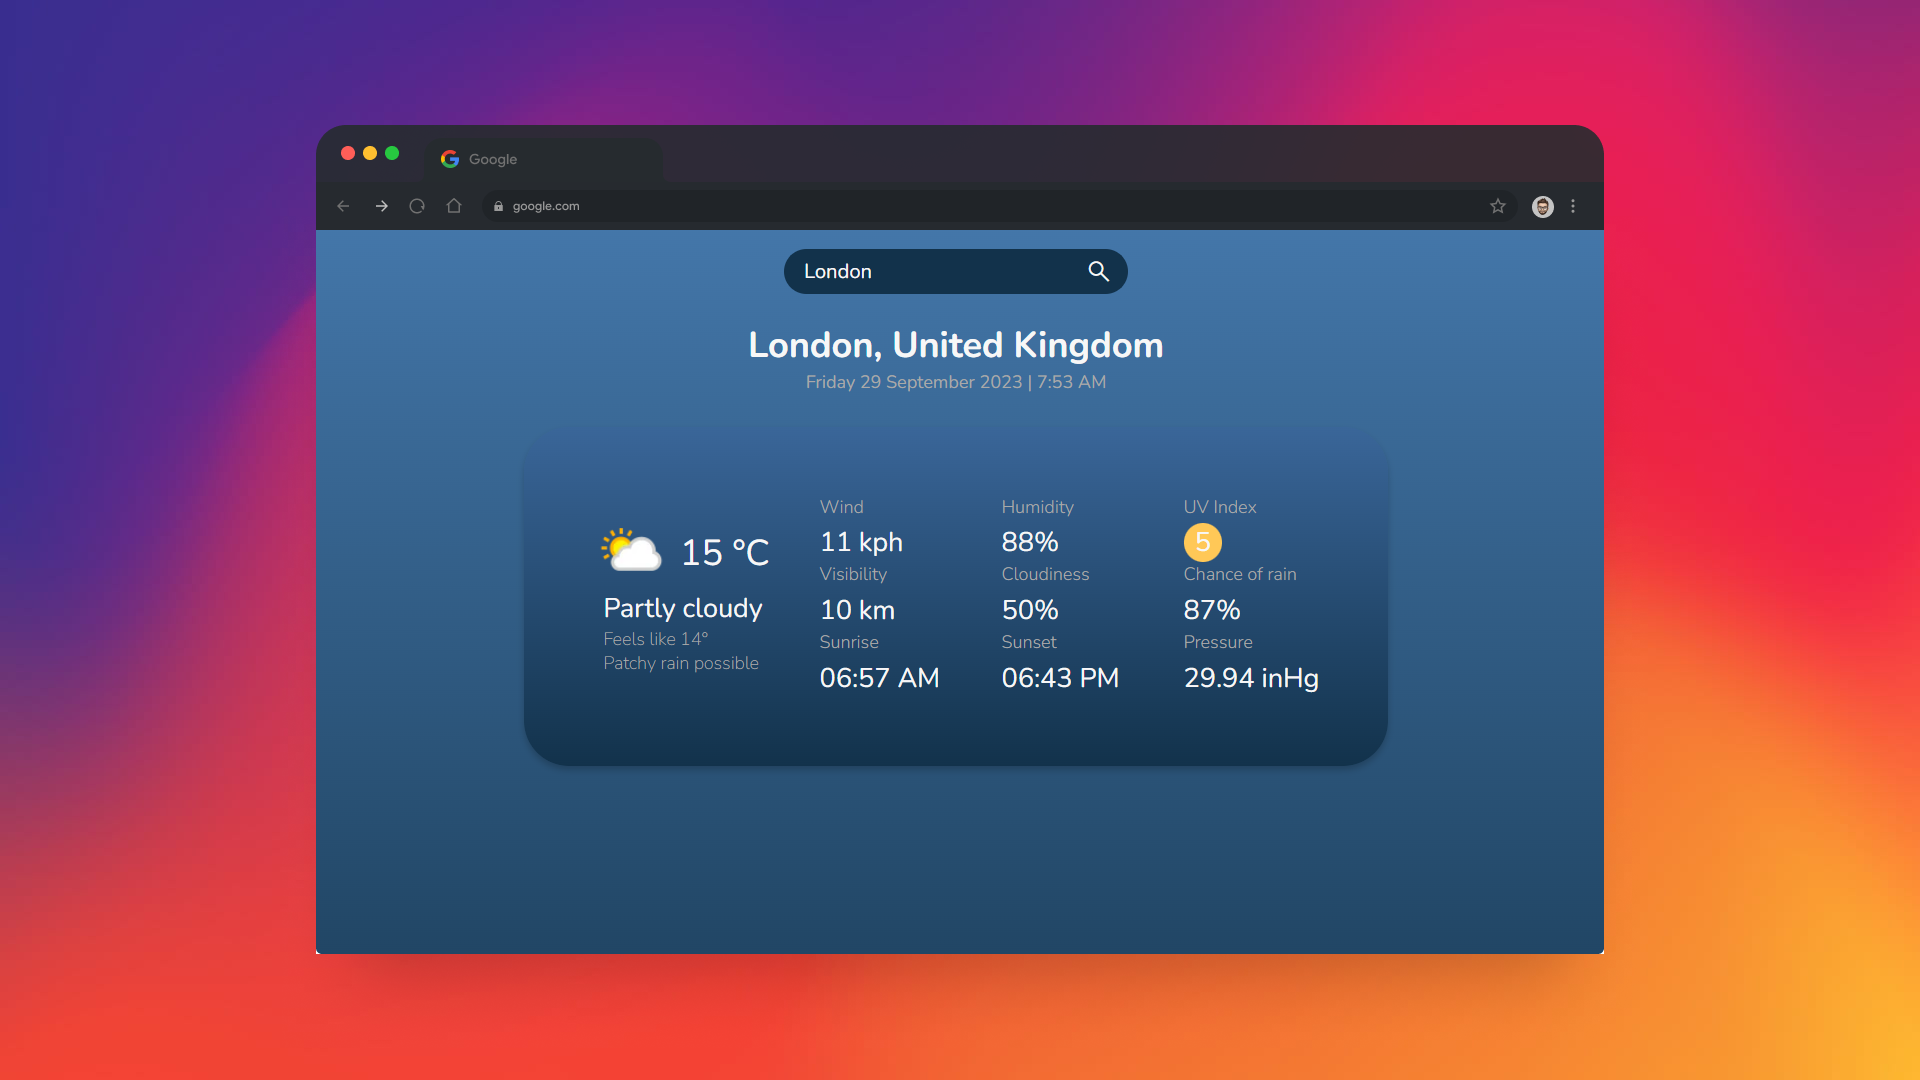 Google
google.com
London
London, United Kingdom
Friday 29 September 2023 | 7:53 AM
15 °C
Partly cloudy
Feels like 14°
Patchy rain possible
Wind
11 kph
Visibility
10 km
Sunrise
06:57 AM
Humidity
88%
Cloudiness
50%
Sunset
06:43 PM
UV Index
5
Chance of rain
87%
Pressure
29.94 inHg